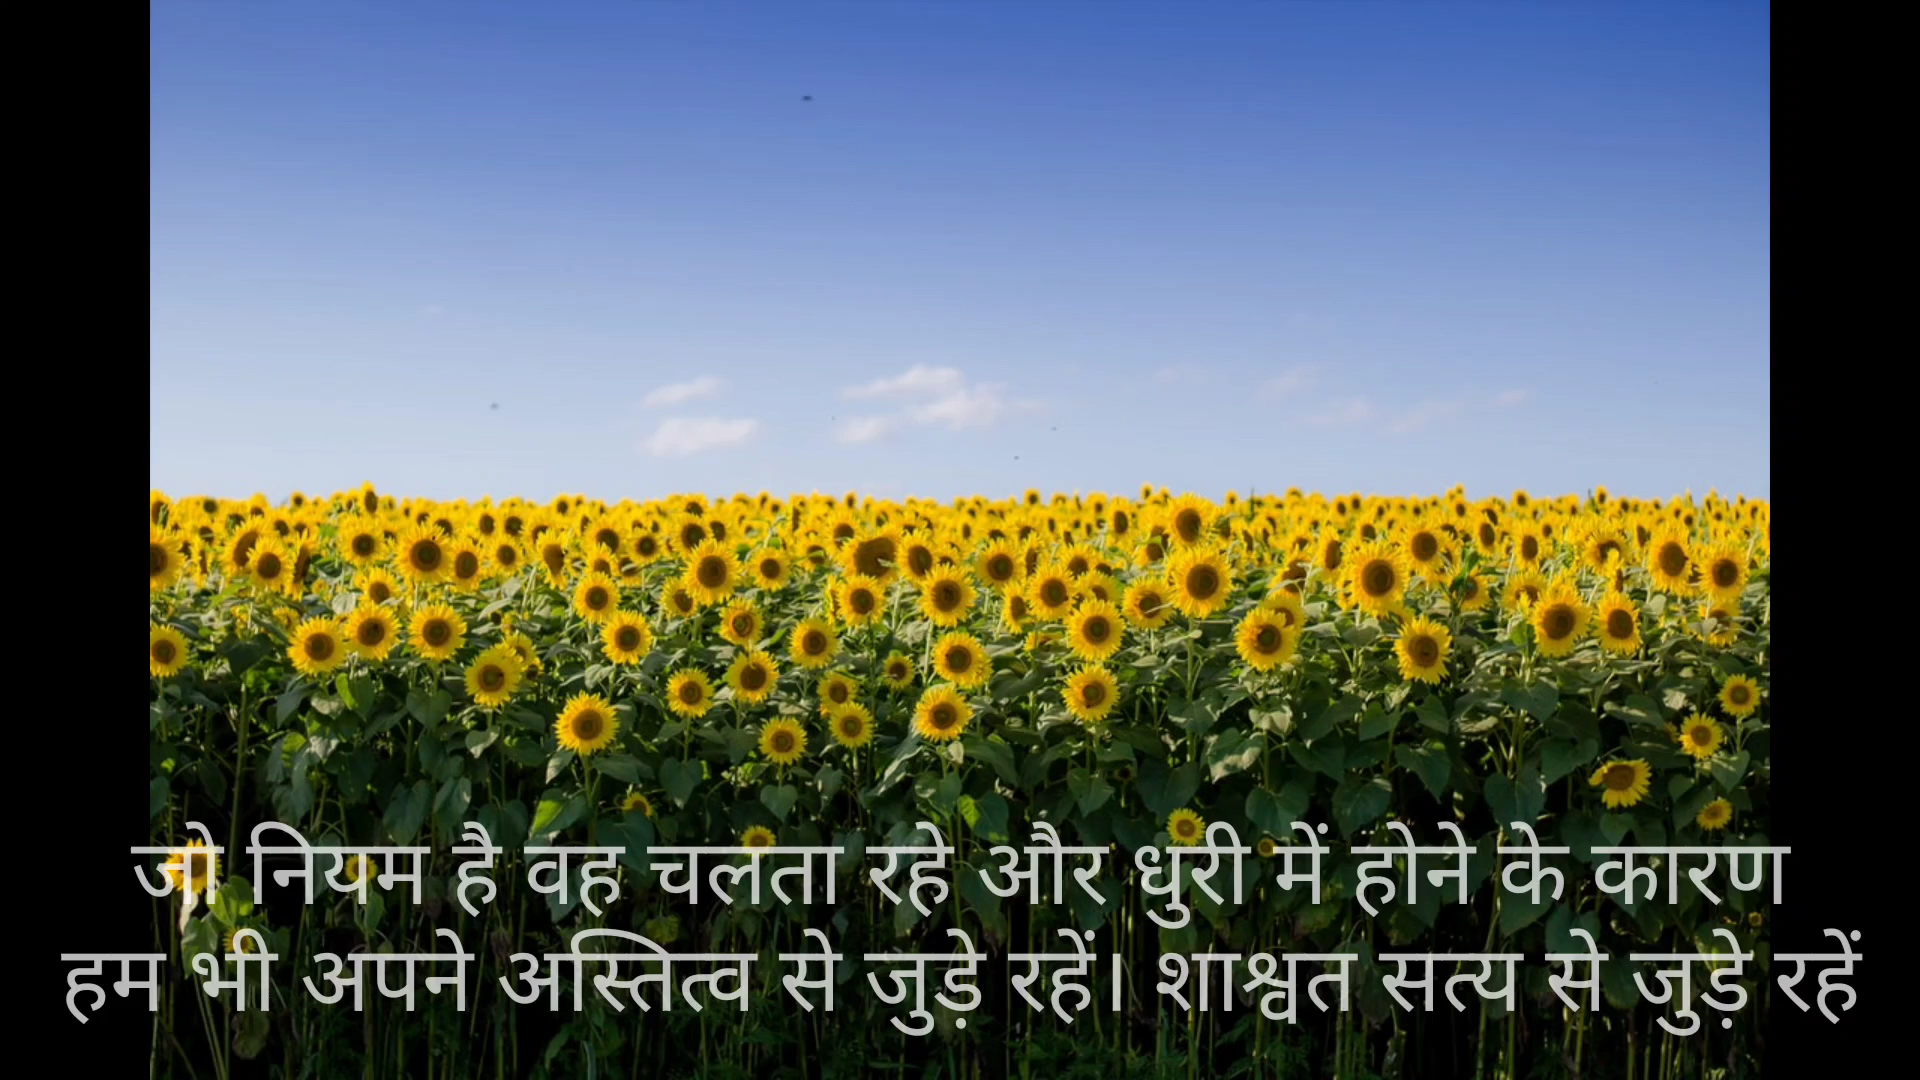 जो नियम है वह चलता रहे और धुरी में होने के कारण
हम भी अपने अस्तित्व से जुड़े रहें। शाश्वत सत्य से जुड़े रहें